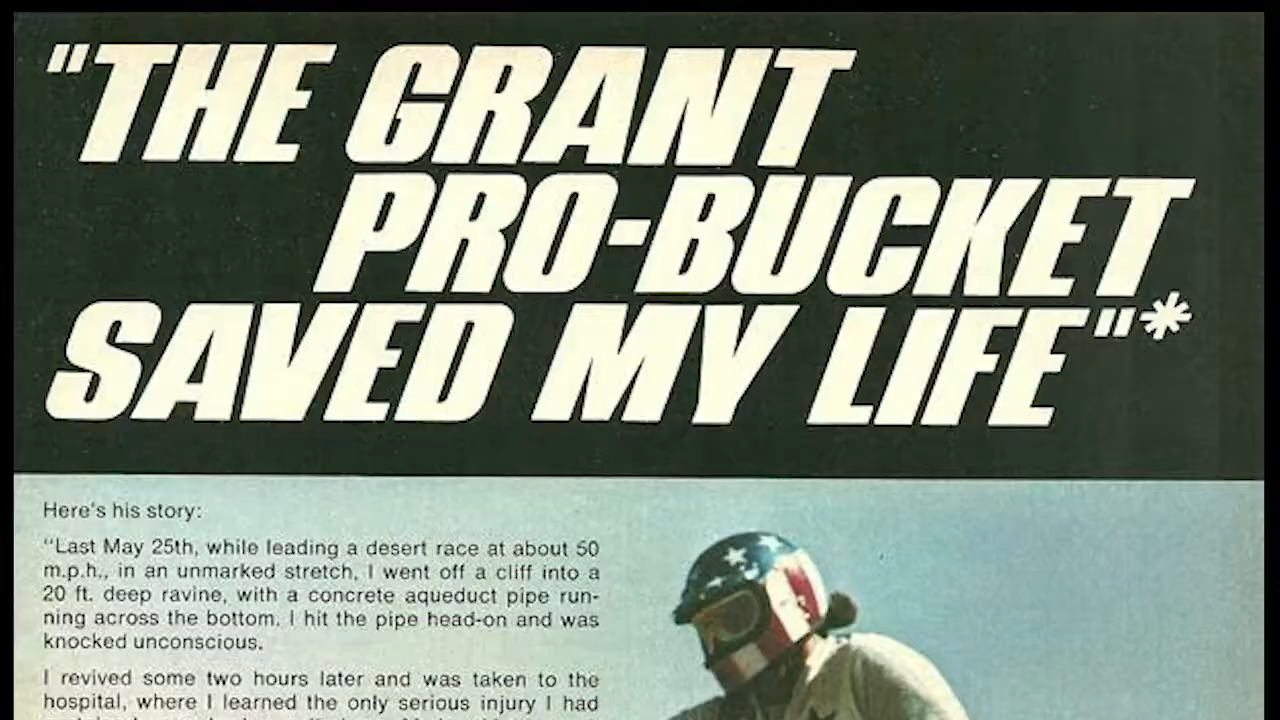 "THE GRANT
PRO-BUCKET
SAVED MY LIFE"*
Here's his story:
"Last May 25th, while leading a desert race at about 50
m.p.h., in an unmarked stretch, I went off a cliff into a
20 ft. deep ravine, with a concrete aqueduct pipe run-
ning across the bottom. I hit the pipe head-on and was
knocked unconscious.
I revived some two hours later and was taken to the
hospital, where I learned the only serious injury I had